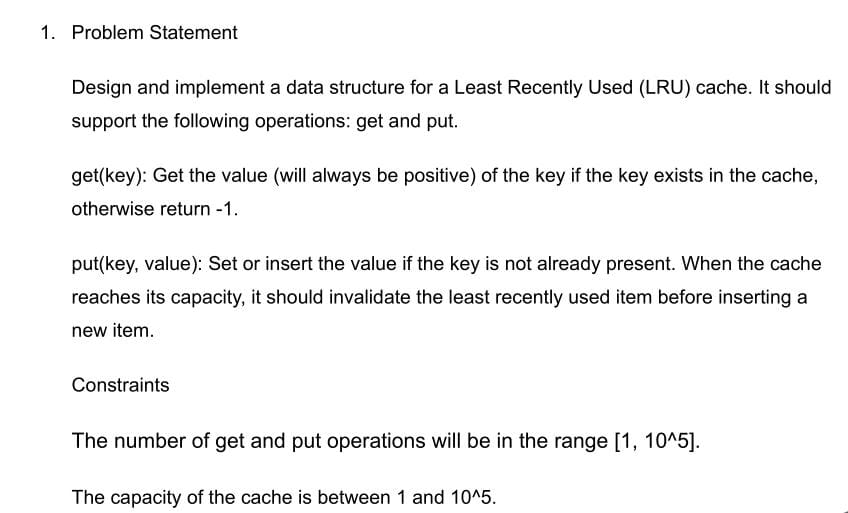 1. Problem Statement
Design and implement a data structure for a Least Recently Used (LRU) cache. It should
support the following operations: get and put.
get(key): Get the value (will always be positive) of the key if the key exists in the cache,
otherwise return -1.
put(key, value): Set or insert the value if the key is not already present. When the cache
reaches its capacity, it should invalidate the least recently used item before inserting a
new item.
Constraints
The number of get and put operations will be in the range [1, 10^5].
The capacity of the cache is between 1 and 10^5.